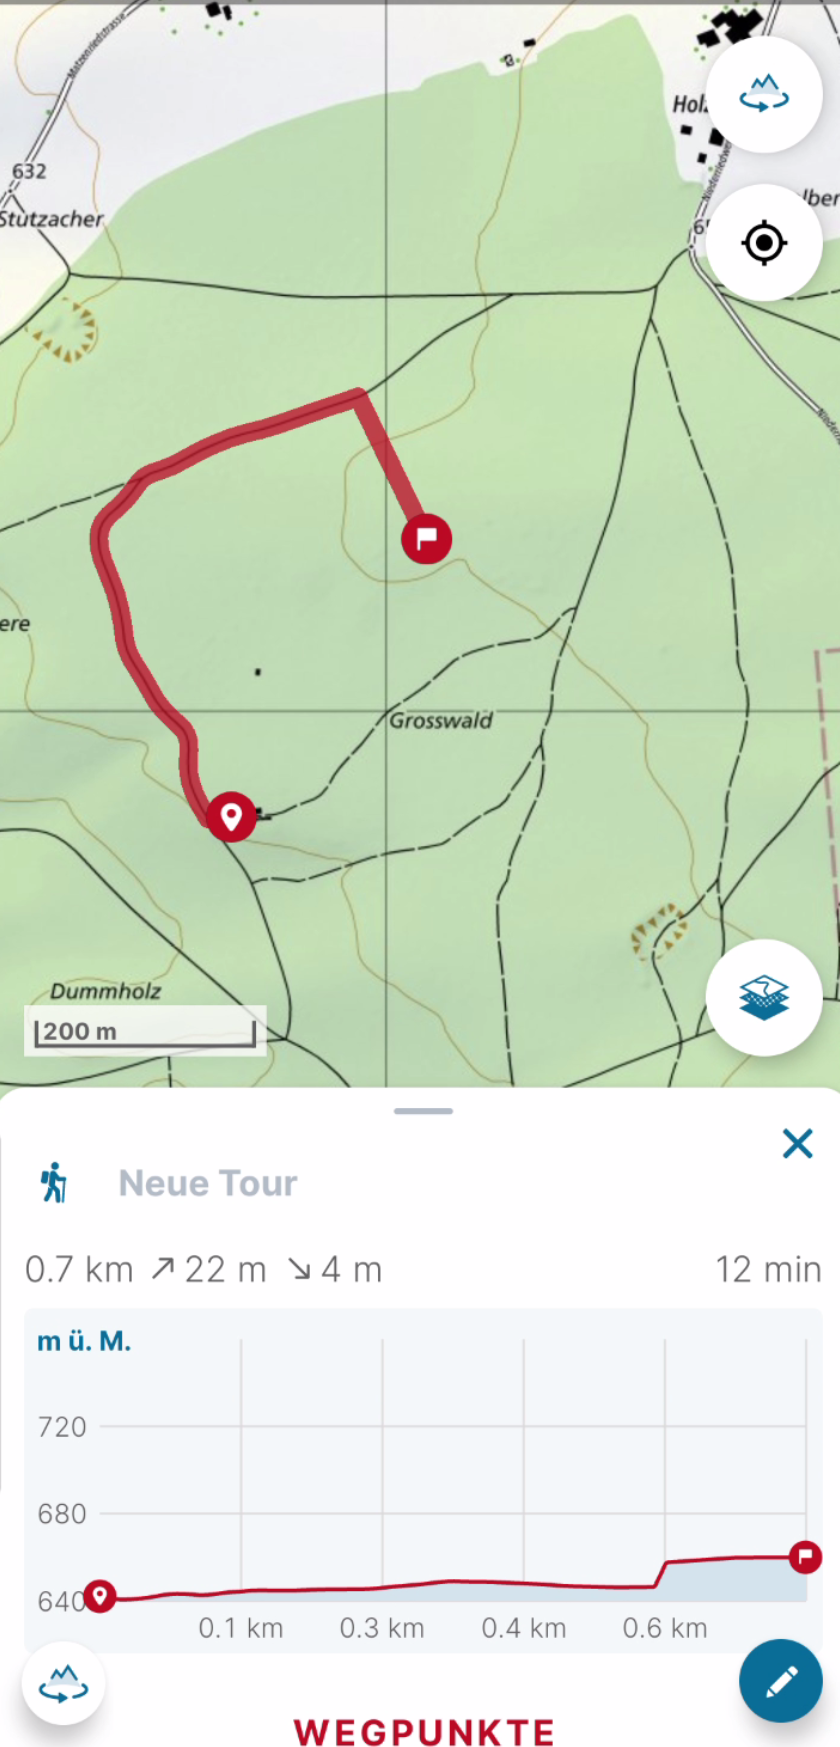 Matzenriedstrasse
632
Stutzacher
ere
Grosswald
Dummholz
200 m
Neue Tour
0.7 km ↗ 22 m ↘ 4 m 12 min
m ü. M.
720
680
640
0.1 km 0.3 km 0.4 km 0.6 km
WEGPUNKTE